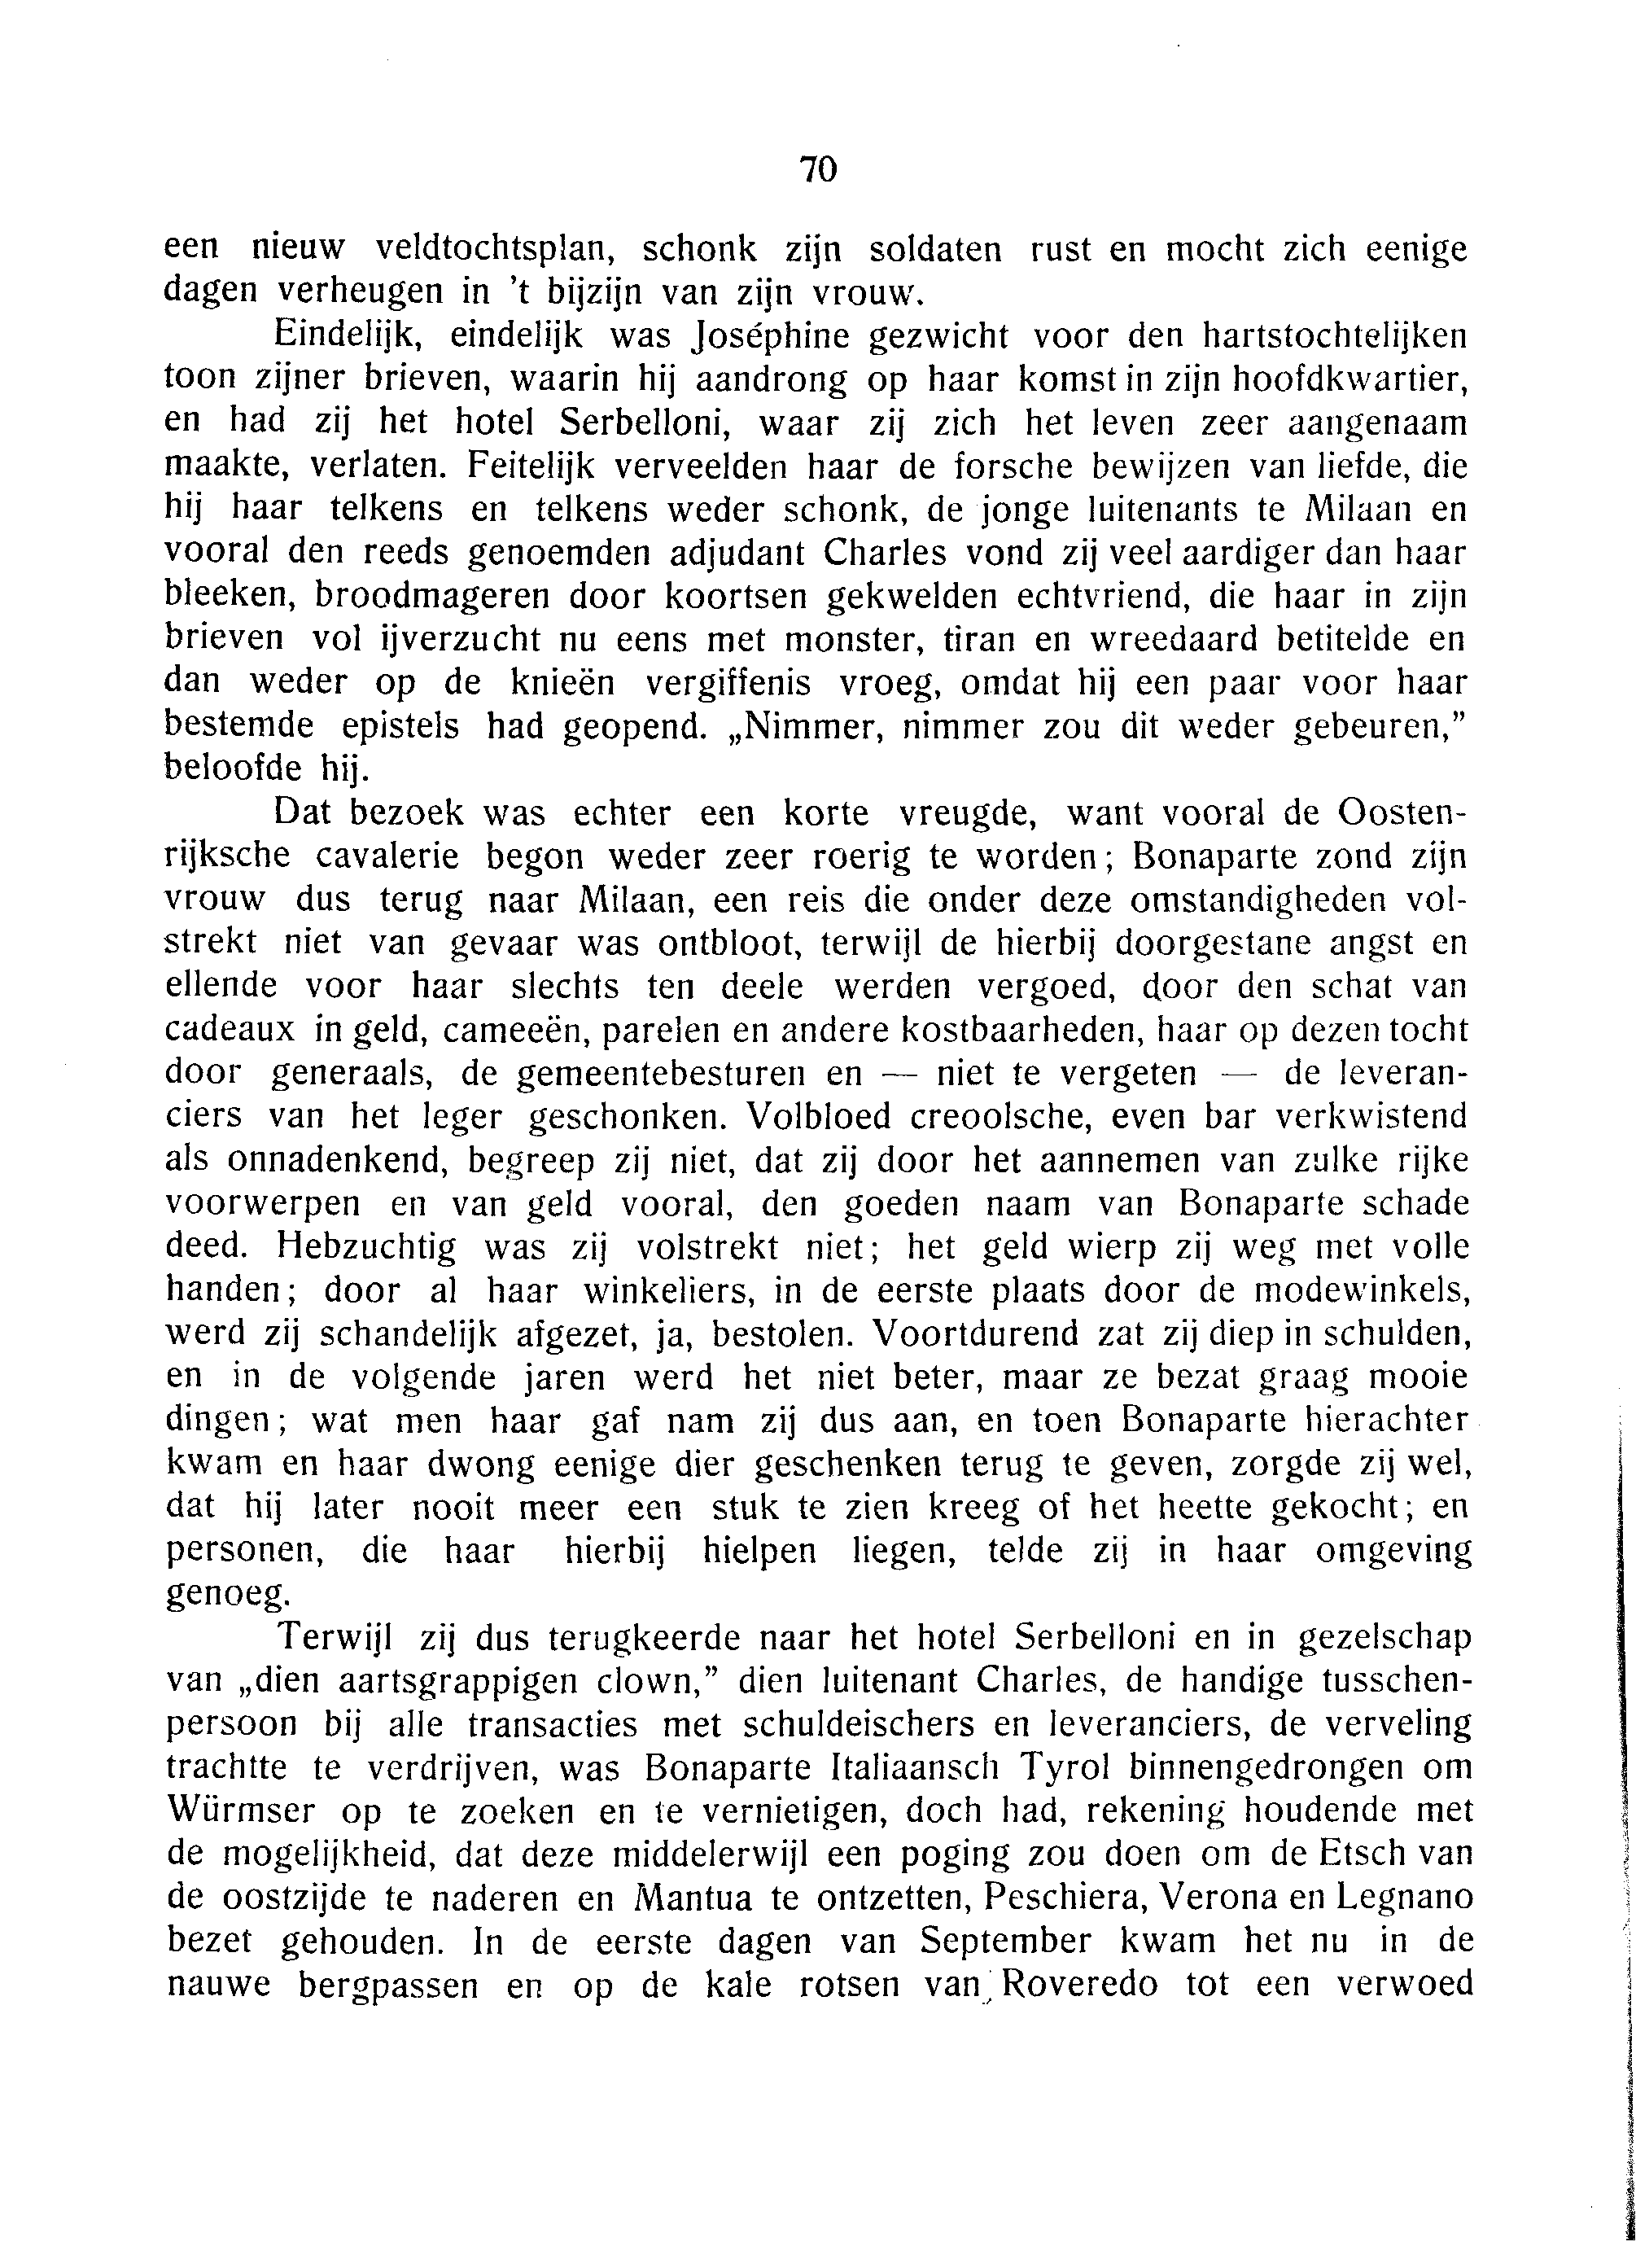 70
een nieuw veldtochtsplan, schonk zijn soldaten rust en mocht zich eenige
dagen verheugen in 't bijzijn van zijn vrouw.
Eindelijk, eindelijk was Joséphine gezwicht voor den hartstochtelijken
toon zijner brieven, waarin hij aandrong op haar komst in zijn hoofdkwartier,
en had zij het hotel Serbelloni, waar zij zich het leven zeer aangenaam
maakte, verlaten. Feitelijk verveelden haar de forsche bewijzen van liefde, die
hij haar telkens en telkens weder schonk, de jonge luitenants te Milaan en
vooral den reeds genoemden adjudant Charles vond zij veel aardiger dan haar
bleeken, broodmageren door koortsen gekwelden echtvriend, die haar in zijn
brieven vol ijverzucht nu eens met monster, tiran en wreedaard betitelde en
dan weder op de knieën vergiffenis vroeg, omdat hij een paar voor haar
bestemde epistels had geopend. „Nimmer, nimmer zou dit weder gebeuren,”
beloofde hij.
Dat bezoek was echter een korte vreugde, want vooral de Oosten-
rijksche cavalerie begon weder zeer roerig te worden; Bonaparte zond zijn
vrouw dus terug naar Milaan, een reis die onder deze omstandigheden vol-
strekt niet van gevaar was ontbloot, terwijl de hierbij doorgestane angst en
ellende voor haar slechts ten deele werden vergoed, door den schat van
cadeaux in geld, cameeën, parelen en andere kostbaarheden, haar op dezen tocht
door generaals, de gemeentebesturen en — niet te vergeten — de leveran-
ciers van het leger geschonken. Volbloed creoolsche, even bar verkwistend
als onnadenkend, begreep zij niet, dat zij door het aannemen van zulke rijke
voorwerpen en van geld vooral, den goeden naam van Bonaparte schade
deed. Hebzuchtig was zij volstrekt niet; het geld wierp zij weg met volle
handen; door al haar winkeliers, in de eerste plaats door de modewinkels,
werd zij schandelijk afgezet, ja, bestolen. Voortdurend zat zij diep in schulden,
en in de volgende jaren werd het niet beter, maar ze bezat graag mooie
dingen; wat men haar gaf nam zij dus aan, en toen Bonaparte hierachter
kwam en haar dwong eenige dier geschenken terug te geven, zorgde zij wel,
dat hij later nooit meer een stuk te zien kreeg of het heette gekocht; en
personen, die haar hierbij hielpen liegen, telde zij in haar omgeving
genoeg.
Terwijl zij dus terugkeerde naar het hotel Serbelloni en in gezelschap
van „dien aartsgrappigen clown,” dien luitenant Charles, de handige tusschen-
persoon bij alle transacties met schuldeischers en leveranciers, de verveling
trachtte te verdrijven, was Bonaparte Italiaansch Tyrol binnengedrongen om
Würmser op te zoeken en te vernietigen, doch had, rekening houdende met
de mogelijkheid, dat deze middelerwijl een poging zou doen om de Etsch van
de oostzijde te naderen en Mantua te ontzetten, Peschiera, Verona en Legnano
bezet gehouden. In de eerste dagen van September kwam het nu in de
nauwe bergpassen en op de kale rotsen van Roveredo tot een verwoed